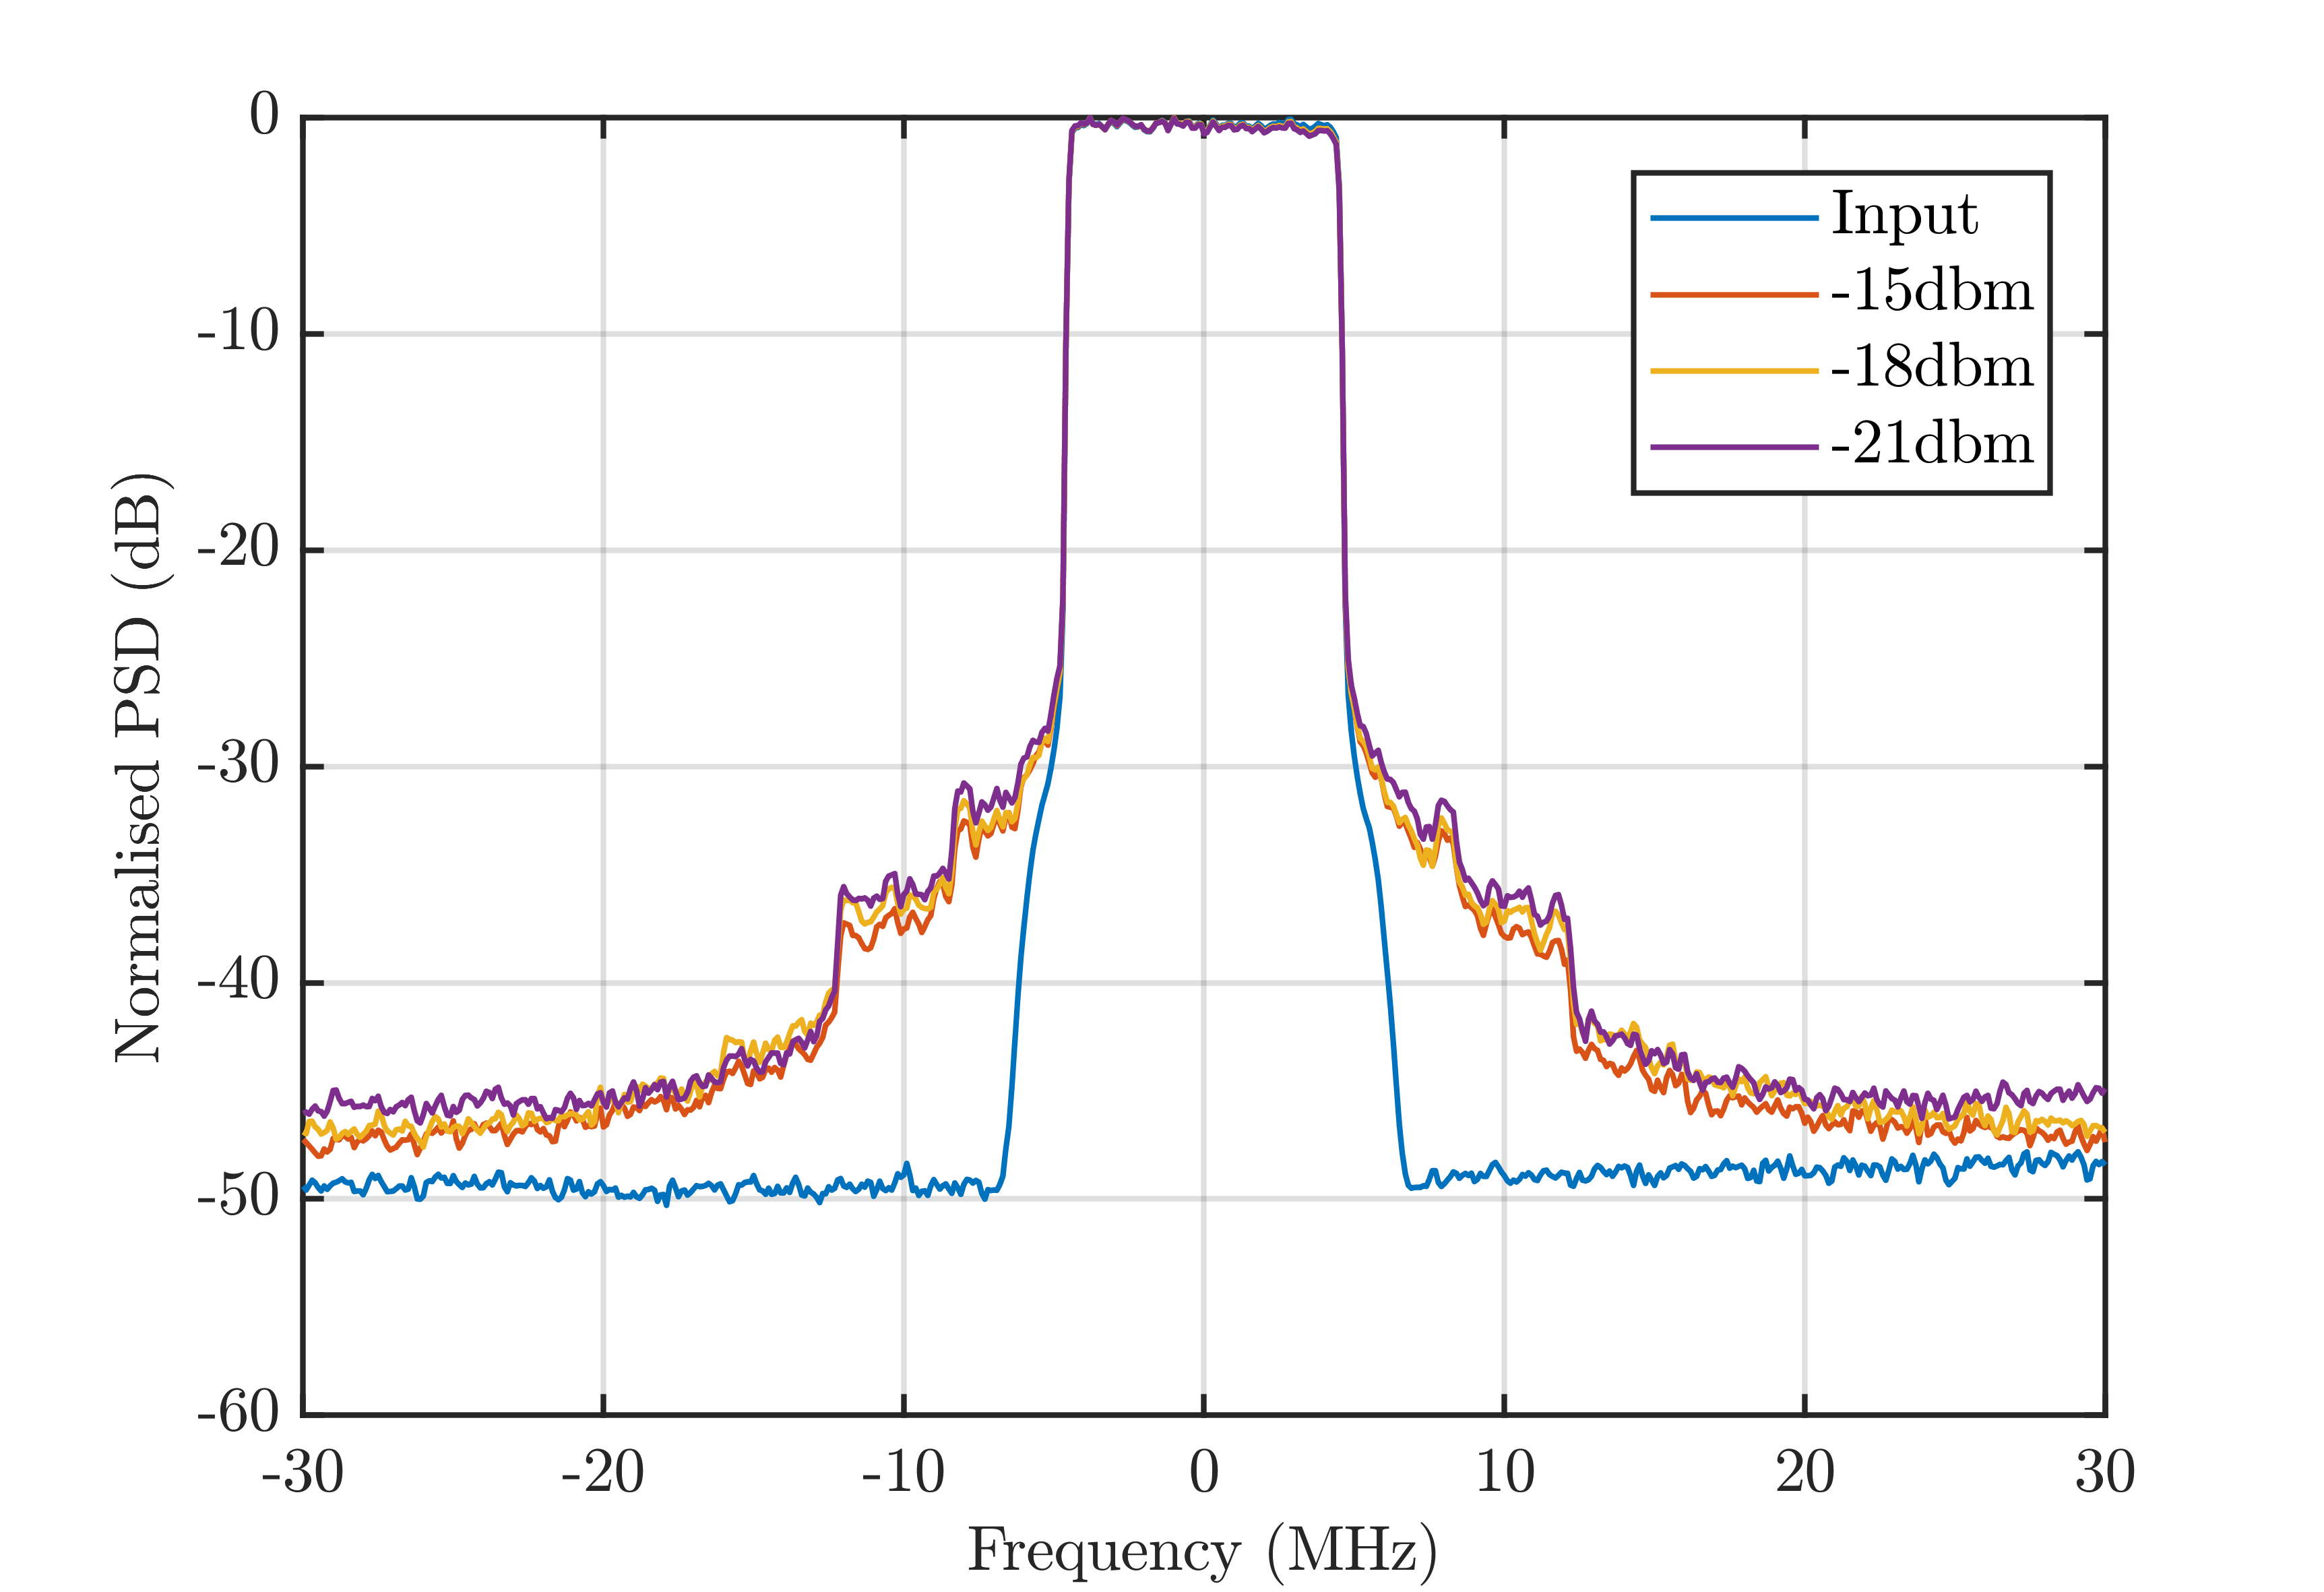 0
-10
-20
-30
-40
-50
-60
Normalised PSD (dB)
Input
-15dbm
-18dbm
-21dbm
-30 -20 -10 0 10 20 30
Frequency (MHz)